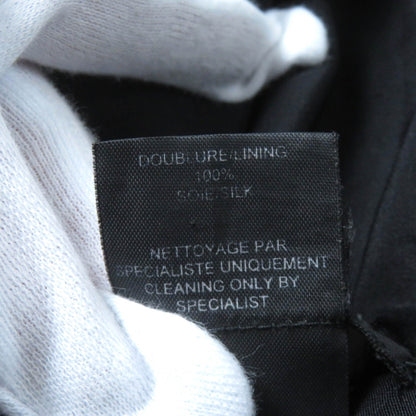 DOUBLURE/LINING
100%
SOIE/SILK
NETTOYAGE PAR
SPECIALISTE UNIQUEMENT
CLEANING ONLY BY
SPECIALIST